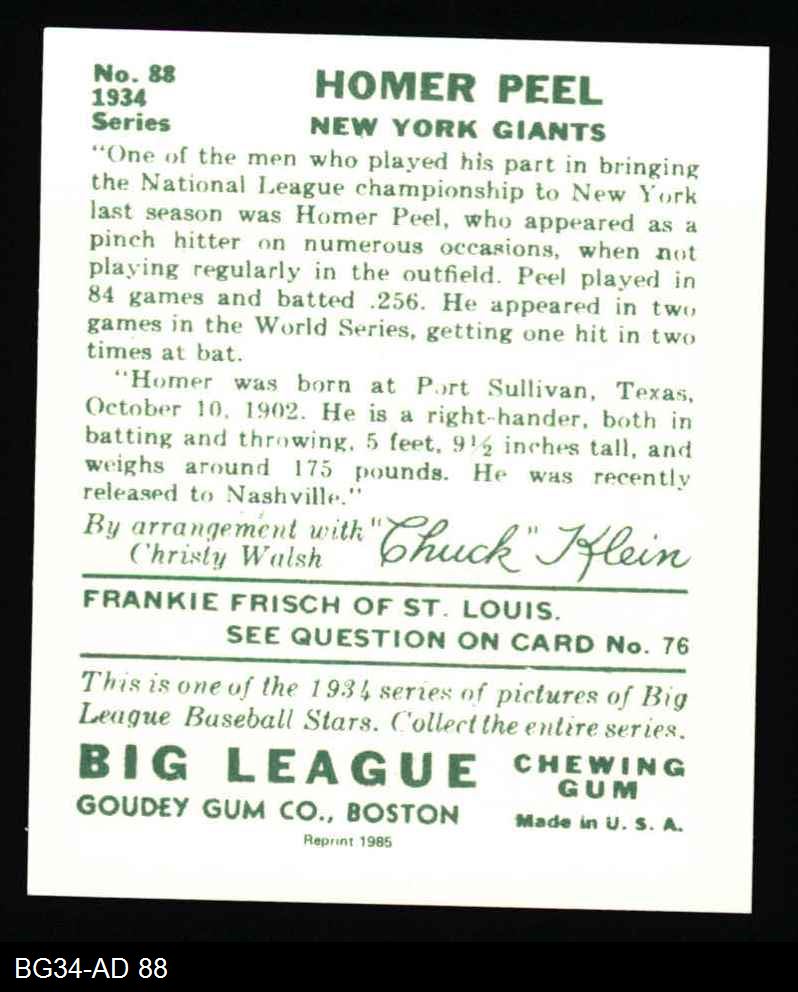 No. 88
1934
Series
HOMER PEEL
NEW YORK GIANTS
"One of the men who played his part in bringing
the National League championship to New York
last season was Homer Peel, who appeared as a
pinch hitter on numerous occasions, when not
playing regularly in the outfield. Peel played in
84 games and batted .256. He appeared in two
games in the World Series, getting one hit in two
times at bat.
"Homer was born at Port Sullivan, Texas,
October 10, 1902. He is a right-hander, both in
batting and throwing, 5 feet, 9½ inches tall, and
weighs around 175 pounds. He was recently
released to Nashville."
By arrangement with
Christy Walsh
"Chuck" Klein
FRANKIE FRISCH OF ST. LOUIS.
SEE QUESTION ON CARD No. 76
This is one of the 1934 series of pictures of Big
League Baseball Stars. Collect the entire series.
BIG LEAGUE
CHEWING
GUM
GOUDEY GUM CO., BOSTON
Made in U. S. A.
Reprint 1985
BG34-AD 88